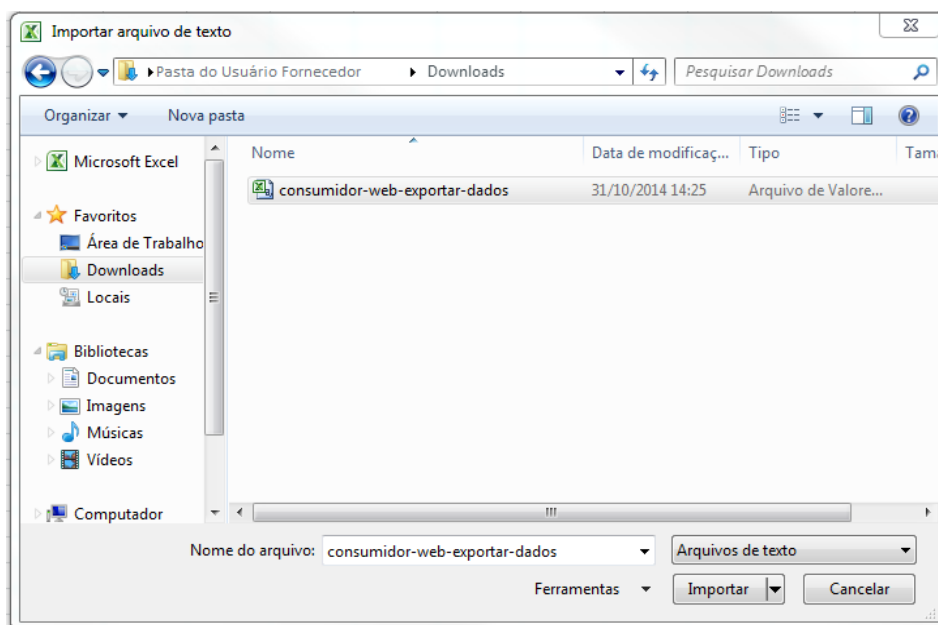 Importar arquivo de texto
Pasta do Usuário Fornecedor Downloads Pesquisar Downloads
Organizar Nova pasta
Microsoft Excel
Favoritos
Área de Trabalho
Downloads
Locais
Bibliotecas
Documentos
Imagens
Músicas
Vídeos
Computador
Nome Data de modificaç... Tipo Tam
consumidor-web-exportar-dados 31/10/2014 14:25 Arquivo de Valore...
Nome do arquivo: consumidor-web-exportar-dados Arquivos de texto
Ferramentas Importar Cancelar